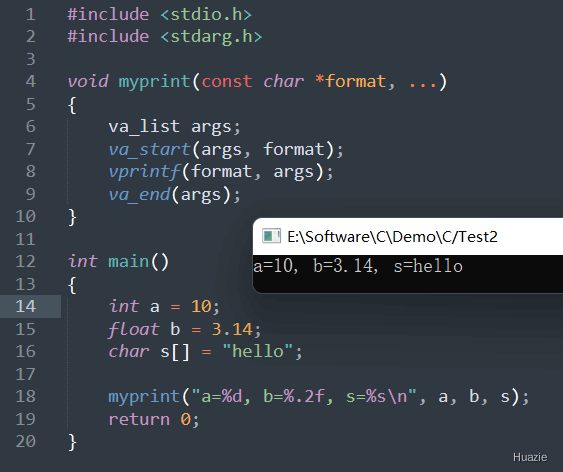 1 #include <stdio.h>
2 #include <stdarg.h>
3
4 void myprint(const char *format, ...)
5 {
6     va_list args;
7     va_start(args, format);
8     vprintf(format, args);
9     va_end(args);
10 }
11
12 int main()
13 {
14     int a = 10;
15     float b = 3.14;
16     char s[] = "hello";
17
18     myprint("a=%d, b=%.2f, s=%s\n", a, b, s);
19     return 0;
20 }
E:\Software\C\Demo\C/Test2
a=10, b=3.14, s=hello
Huazie